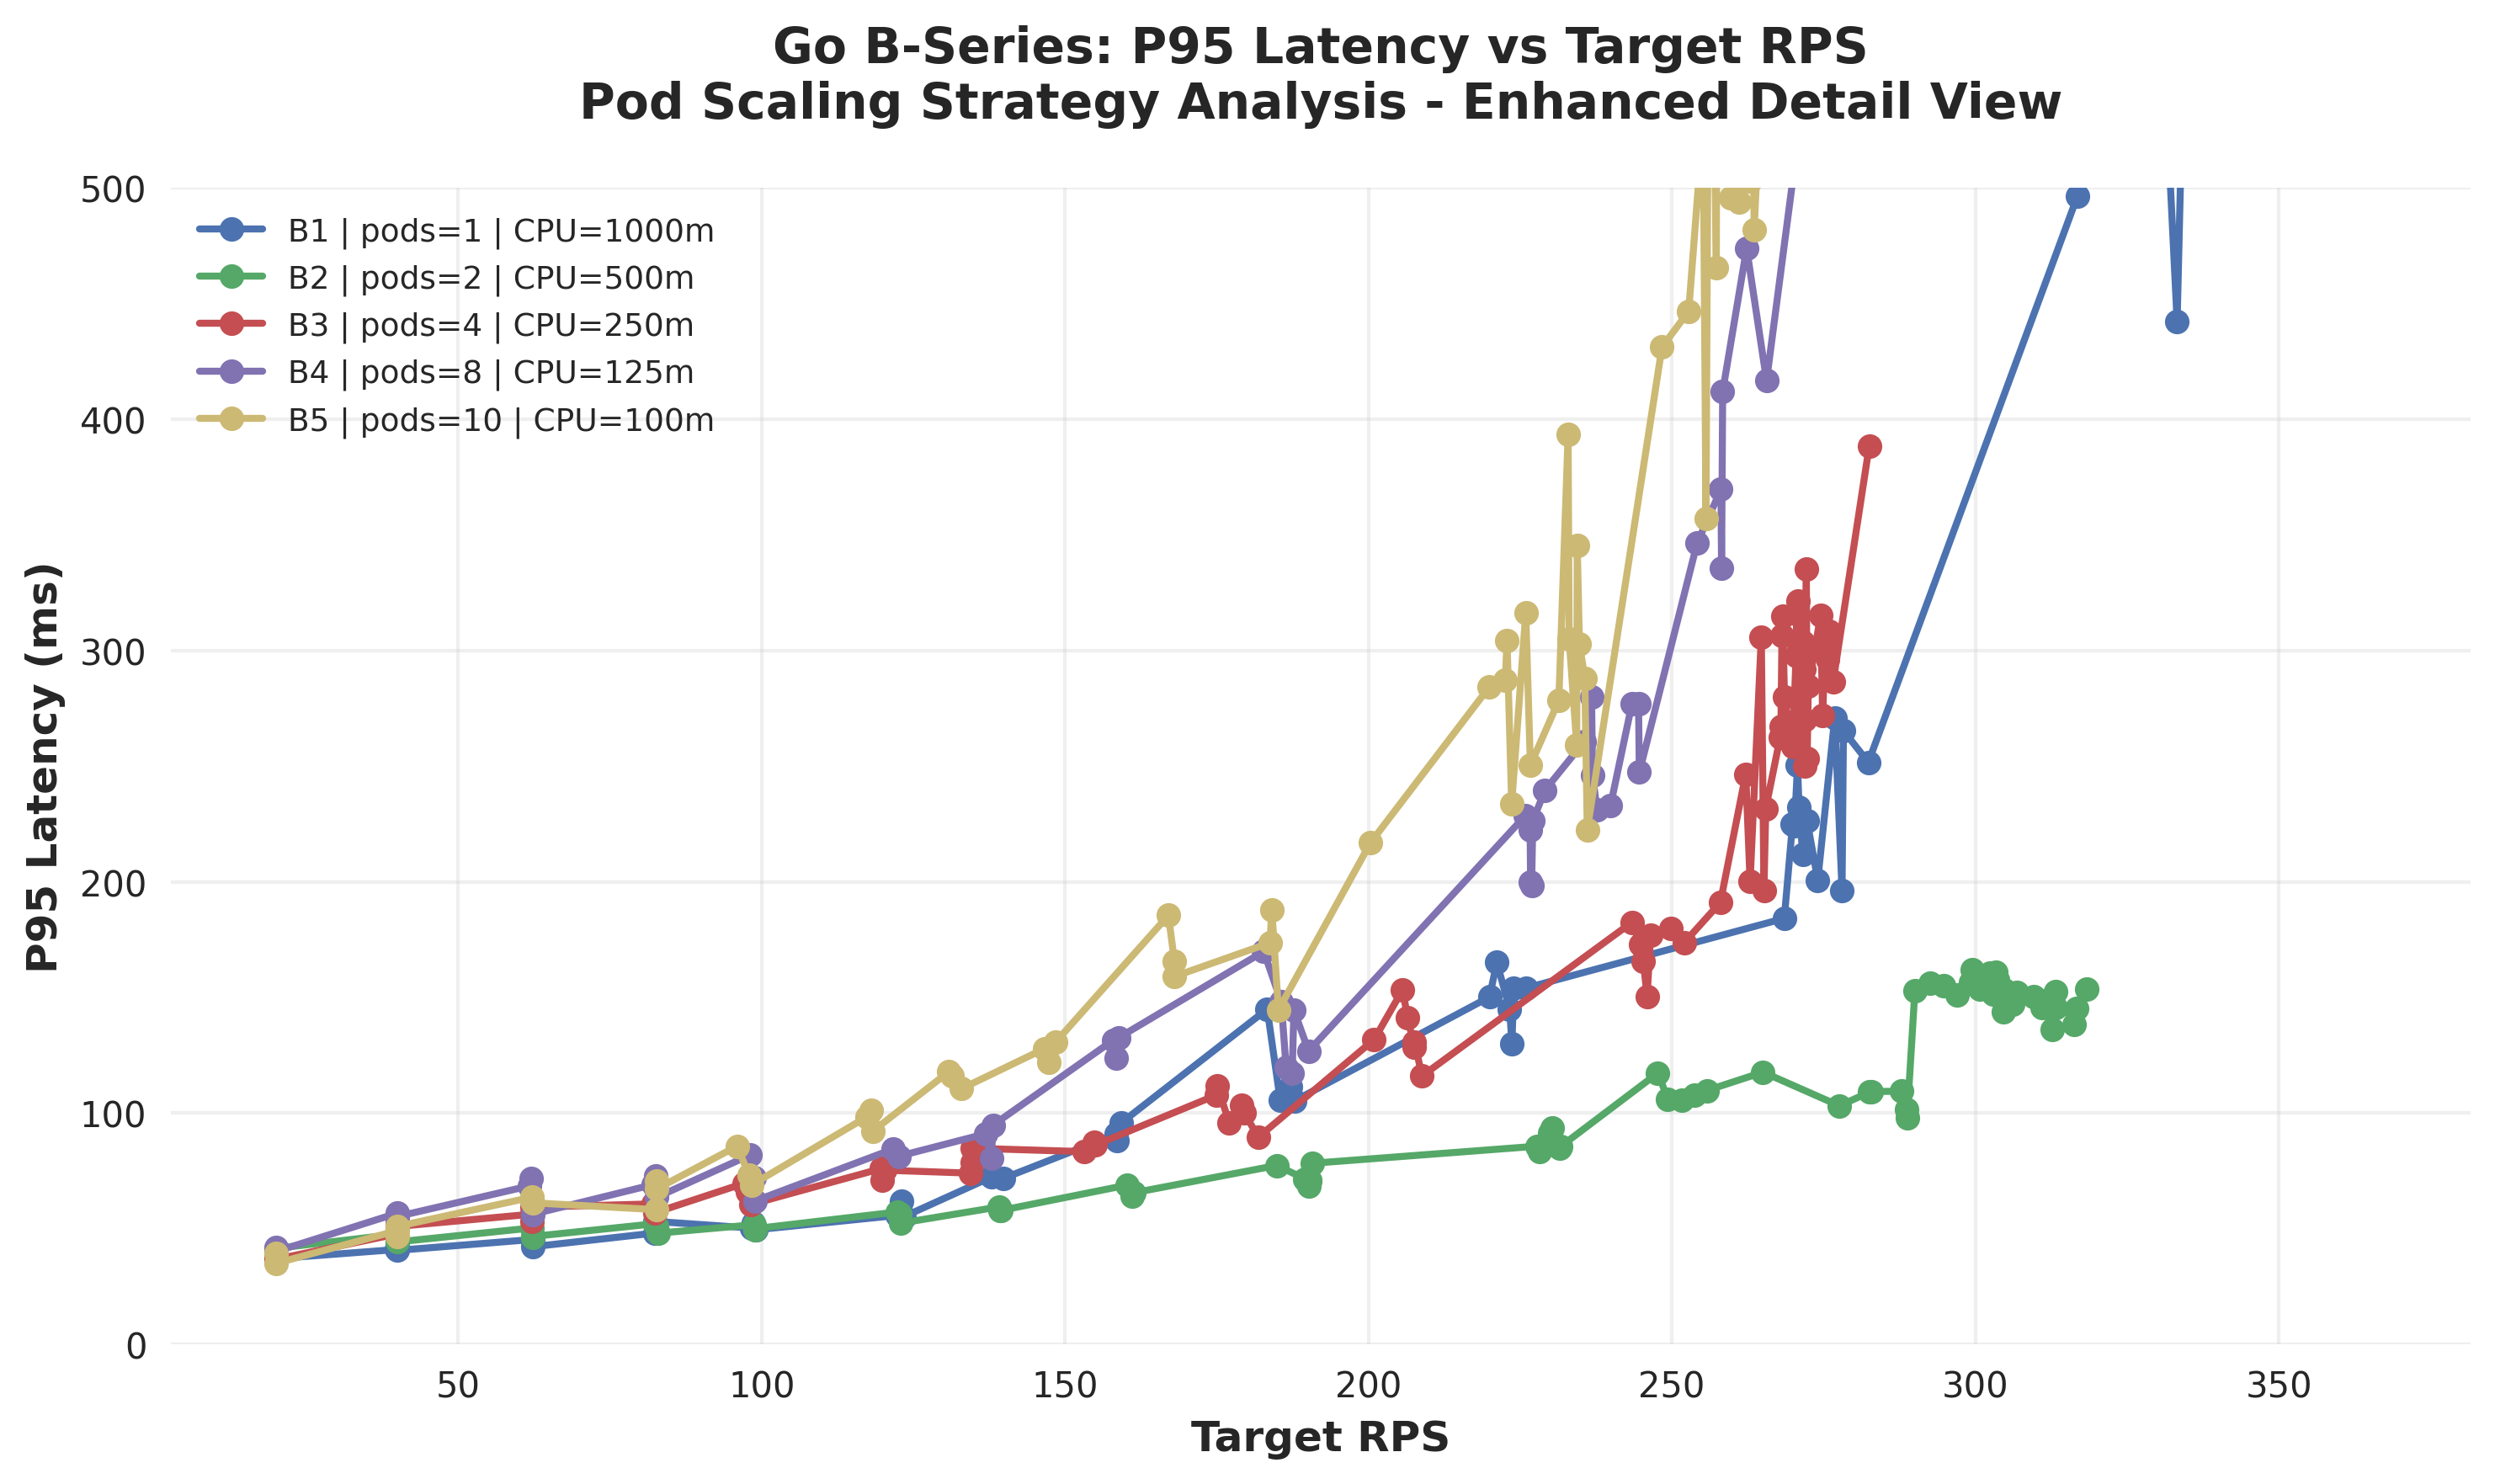 Go B-Series: P95 Latency vs Target RPS
Pod Scaling Strategy Analysis - Enhanced Detail View
500
400
300
200
100
0
P95 Latency (ms)
B1 | pods=1 | CPU=1000m
B2 | pods=2 | CPU=500m
B3 | pods=4 | CPU=250m
B4 | pods=8 | CPU=125m
B5 | pods=10 | CPU=100m
50 100 150 200 250 300 350
Target RPS